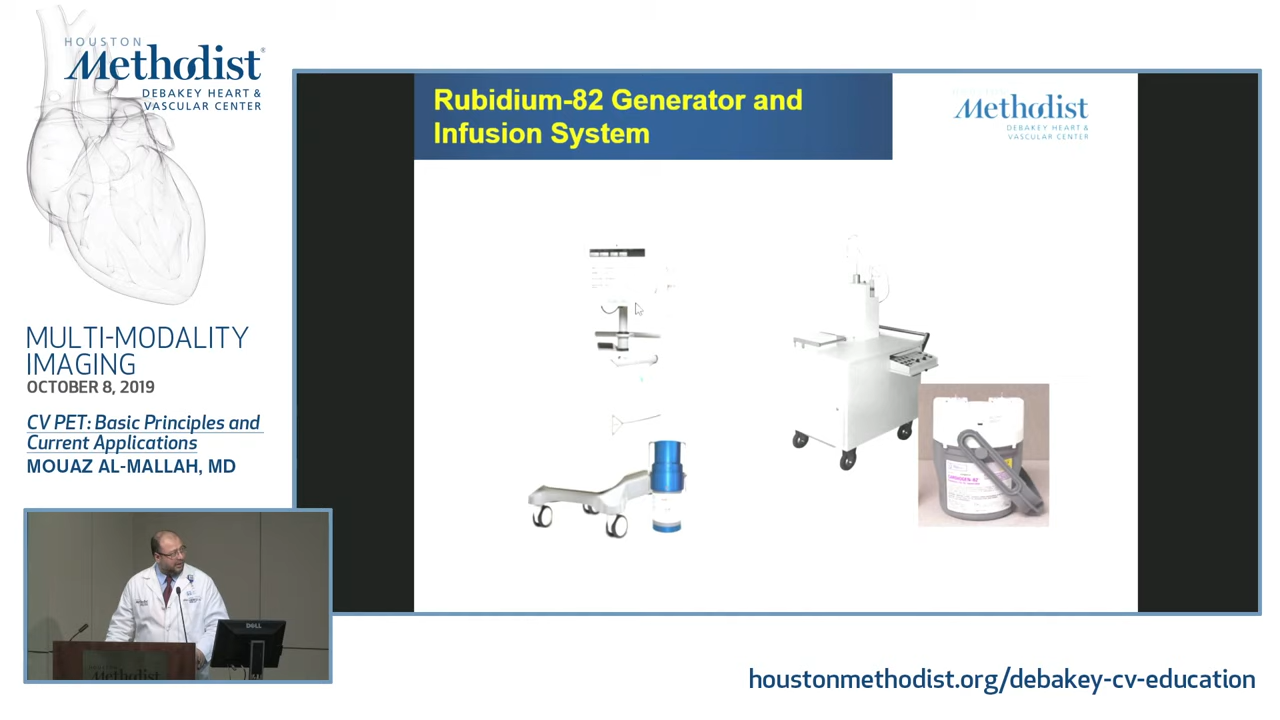 HOUSTON
Methodist
DEBAKEY HEART &
VASCULAR CENTER
MULTI-MODALITY
IMAGING
OCTOBER 8, 2019
CV PET: Basic Principles and
Current Applications
MOUAZ AL-MALLAH, MD
Rubidium-82 Generator and
Infusion System
Methodist
DEBAKEY HEART &
VASCULAR CENTER
DELL
Methodist
houstonmethodist.org/debakey-cv-education